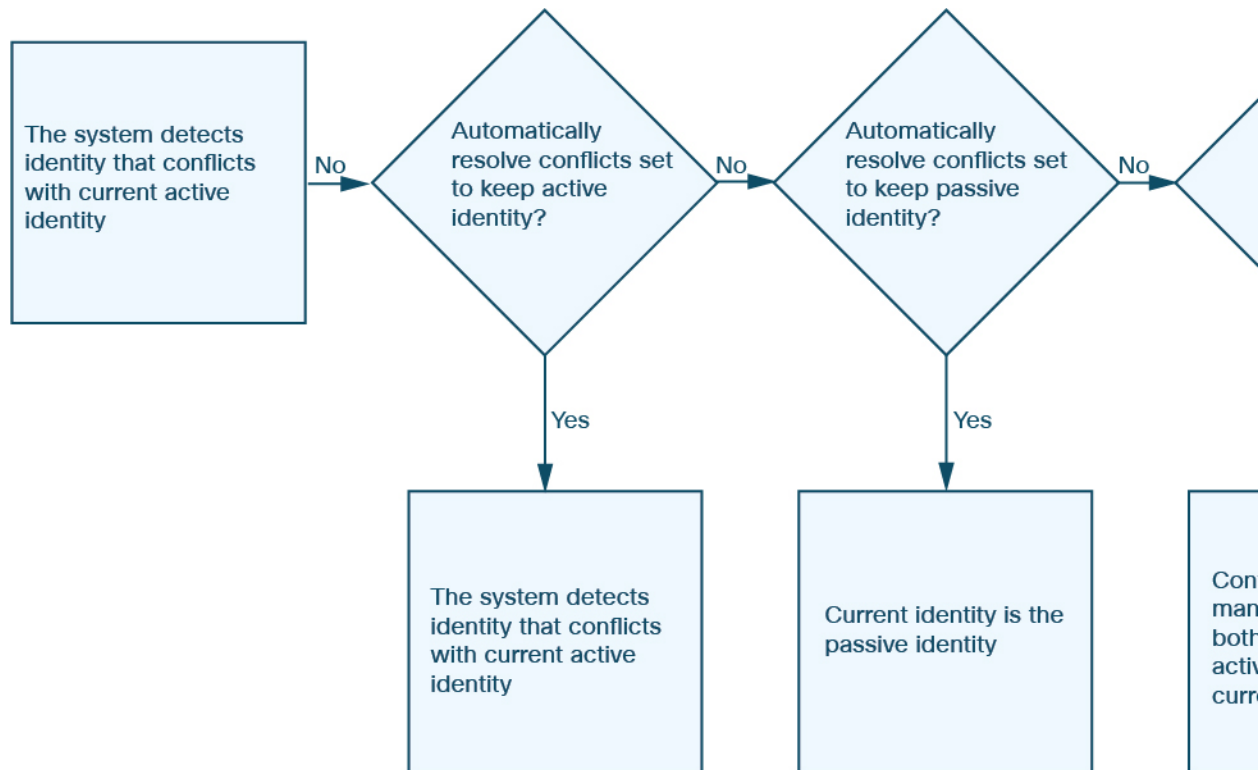 The system detects
identity that conflicts
with current active
identity
No
Automatically
resolve conflicts set
to keep active
identity?
No
Automatically
resolve conflicts set
to keep passive
identity?
No
Yes
Yes
The system detects
identity that conflicts
with current active
identity
Current identity is the
passive identity
both